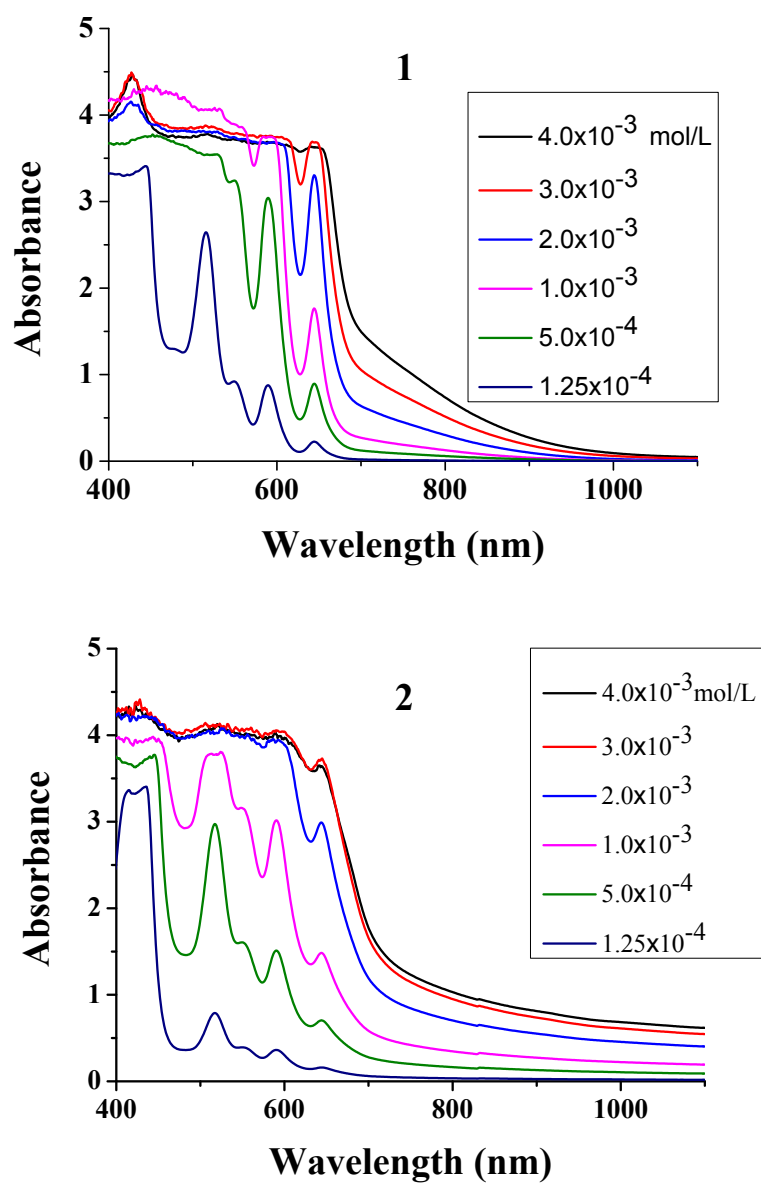 5
4
3
2
1
0
Absorbance
1
4.0x10⁻³ mol/L
3.0x10⁻³
2.0x10⁻³
1.0x10⁻³
5.0x10⁻⁴
1.25x10⁻⁴
400 600 800 1000
Wavelength (nm)
5
4
3
2
1
0
Absorbance
2
4.0x10⁻³mol/L
3.0x10⁻³
2.0x10⁻³
1.0x10⁻³
5.0x10⁻⁴
1.25x10⁻⁴
400 600 800 1000
Wavelength (nm)